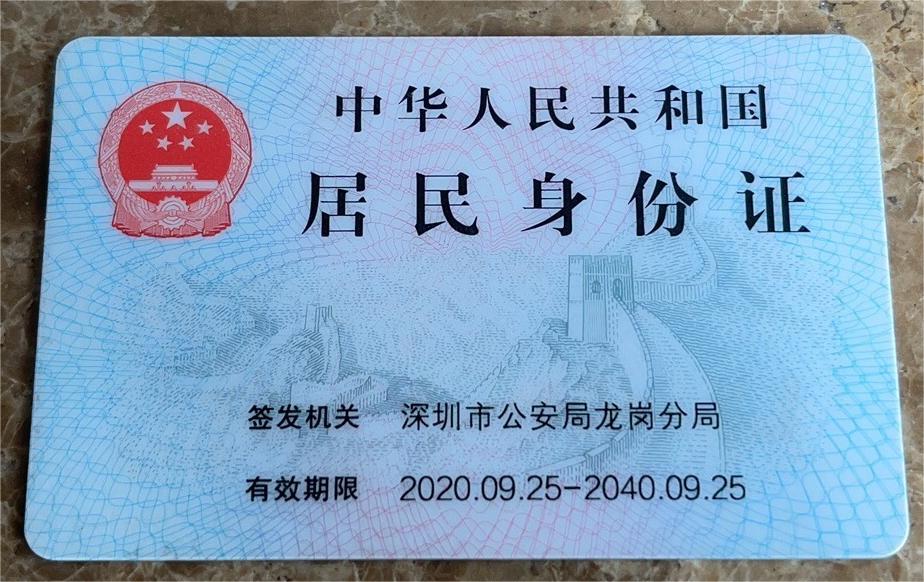 中华人民共和国
居民身份证
签发机关 深圳市公安局龙岗分局
有效期限 2020.09.25-2040.09.25